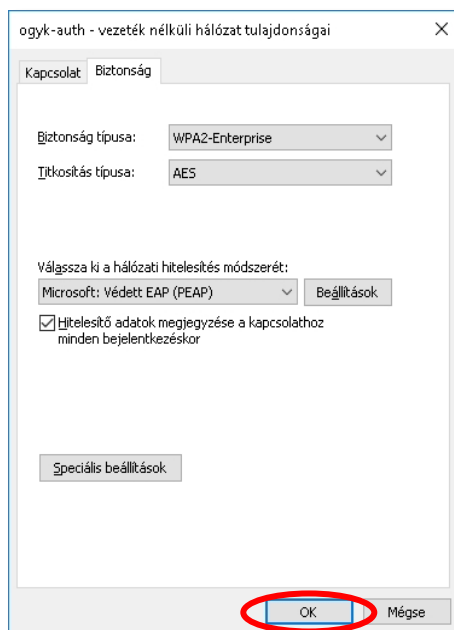 ogyk-auth - vezeték nélküli hálózat tulajdonságai
Kapcsolat Biztonság
Biztonság típusa: WPA2-Enterprise
Titkosítás típusa: AES
Válassza ki a hálózati hitelesítés módszerét:
Microsoft: Védett EAP (PEAP) Beállítások
Hitelesítő adatok megjegyzése a kapcsolathoz
minden bejelentkezéskor
Speciális beállítások
OK Mégse